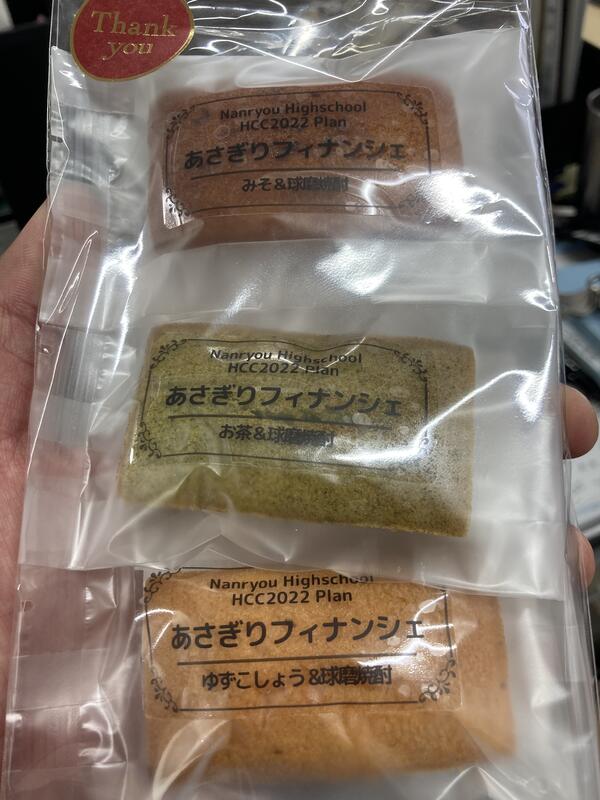 Thank
you
Nanryou Highschool
HCC2022 Plan
あさぎりフィナンシェ
みそ&球磨焼酎
Nanryou Highschool
HCC2022 Plan
あさぎりフィナンシェ
お茶&球磨焼酎
Nanryou Highschool
HCC2022 Plan
あさぎりフィナンシェ
ゆずこしょう&球磨焼酎